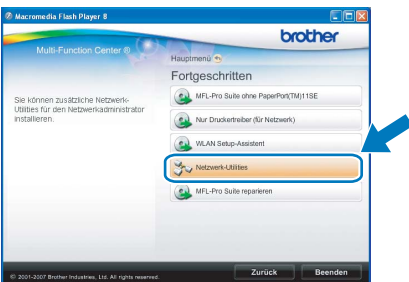 Macromedia Flash Player 8
brother
Multi-Function Center ®
Hauptmenü
Fortgeschritten
Sie können zusätzliche Netzwerk-
Utilities für den Netzwerkadministrator
installieren.
MFL-Pro Suite ohne PaperPort(TM)11SE
Nur Druckertreiber (für Netzwerk)
WLAN Setup-Assistent
Netzwerk-Utilities
MFL-Pro Suite reparieren
© 2001-2007 Brother Industries, Ltd. All rights reserved.
Zurück
Beenden